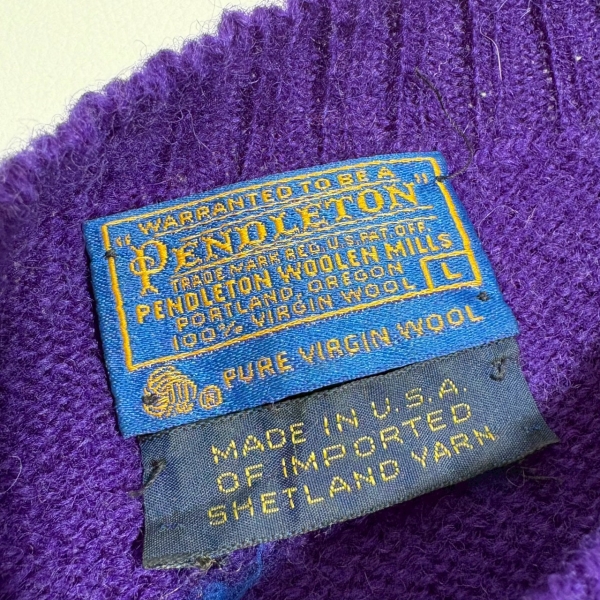 WARRANTED TO BE A
"PENDLETON"
TRADE MARK REG. U.S. PAT. OFF.
PENDLETON WOOLEN MILLS
PORTLAND, OREGON
100% VIRGIN WOOL
L
® PURE VIRGIN WOOL
MADE IN U.S.A.
OF IMPORTED
SHETLAND YARN